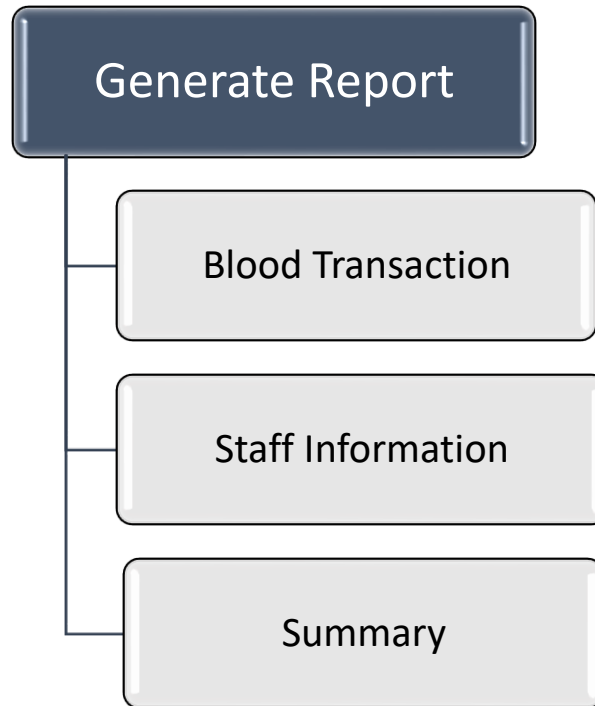 Generate Report
Blood Transaction
Staff Information
Summary